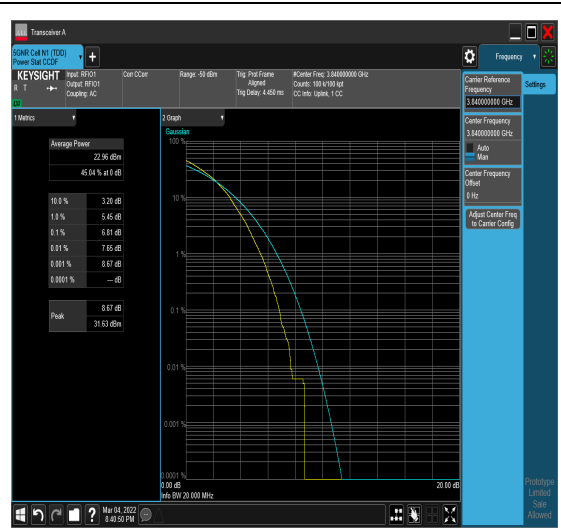 Transceiver A
5GNR Cell N1 (TDD)
Power Stat CCDF
Frequency
KEYSIGHT
R T
LV
Input: RFIO1
Output: RFIO1
Coupling: AC
Corr CCorr
Range: -50 dBm
Trig: Prot Frame
Aligned
Trig Delay: 4.450 ms
#Center Freq: 3.840000000 GHz
Counts: 100 k/100 kpt
CC Info: Uplink, 1 CC
1 Metrics
Average Power
22.96 dBm
45.04 % at 0 dB
10.0 % 3.20 dB
1.0 % 5.45 dB
0.1 % 6.81 dB
0.01 % 7.65 dB
0.001 % 8.67 dB
0.0001 % --- dB
Peak
8.67 dB
31.63 dBm
2 Graph
Gaussian
100 %
10 %
1 %
0.1 %
0.01 %
0.001 %
0.0001 %
0.00 dB
20.00 dB
Info BW 20.000 MHz
Carrier Reference
Frequency
3.840000000 GHz
Settings
Center Frequency
3.840000000 GHz
Auto
Man
Center Frequency
Offset
0 Hz
Adjust Center Freq
to Carrier Config
Prototype
Limited
Sale
Allowed
Mar 04, 2022
8:40:50 PM